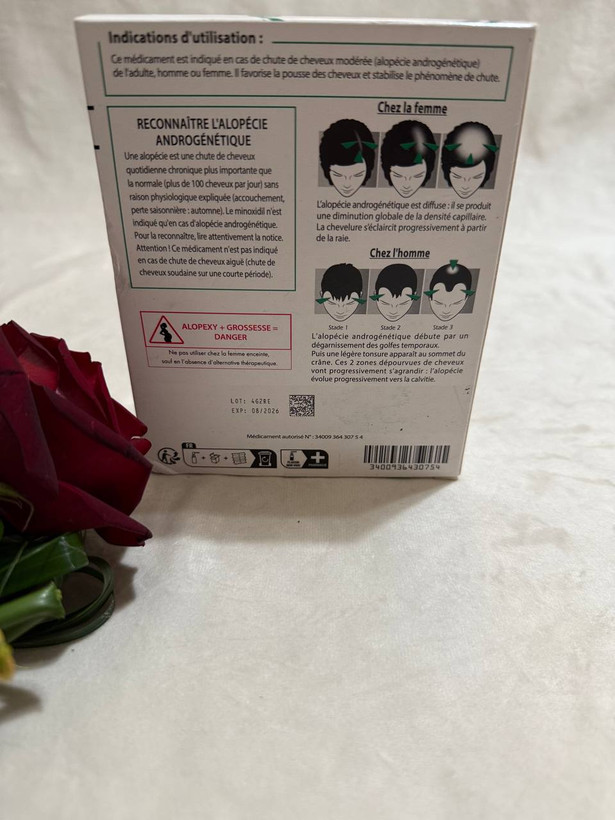 Indications d'utilisation :
Ce médicament est indiqué en cas de chute de cheveux modérée (alopécie androgénétique)
de l'adulte, homme ou femme. Il favorise la pousse des cheveux et stabilise le phénomène de chute.
RECONNAÎTRE L'ALOPÉCIE
ANDROGÉNÉTIQUE
Une alopécie est une chute de cheveux
quotidienne chronique plus importante que
la normale (plus de 100 cheveux par jour) sans
raison physiologique expliquée (accouchement,
perte saisonnière : automne). Le minoxidil n'est
indiqué qu'en cas d'alopécie androgénétique.
Pour la reconnaître, lire attentivement la notice.
Attention ! Ce médicament n'est pas indiqué
en cas de chute de cheveux aiguë (chute de
cheveux soudaine sur une courte période).
ALOPEXY + GROSSESSE =
DANGER
Ne pas utiliser chez la femme enceinte,
sauf en l'absence d'alternative thérapeutique
Chez la femme
L'alopécie androgénétique est diffuse : il se produit
une diminution globale de la densité capillaire.
La chevelure s'éclaircit progressivement à partir
de la raie.
Chez l'homme
Stade 1 Stade 2 Stade 3
L'alopécie androgénétique débute par un
dégarnissement des golfes temporaux.
Puis une légère tonsure apparaît au sommet du
crâne. Ces 2 zones dépourvues de cheveux
vont progressivement s'agrandir : l'alopécie
évolue progressivement vers la calvitie.
LOT: 4G2BE
EXP: 08/2026
Médicament autorisé N° : 34009 364 307 5 4
FR
3400936430754